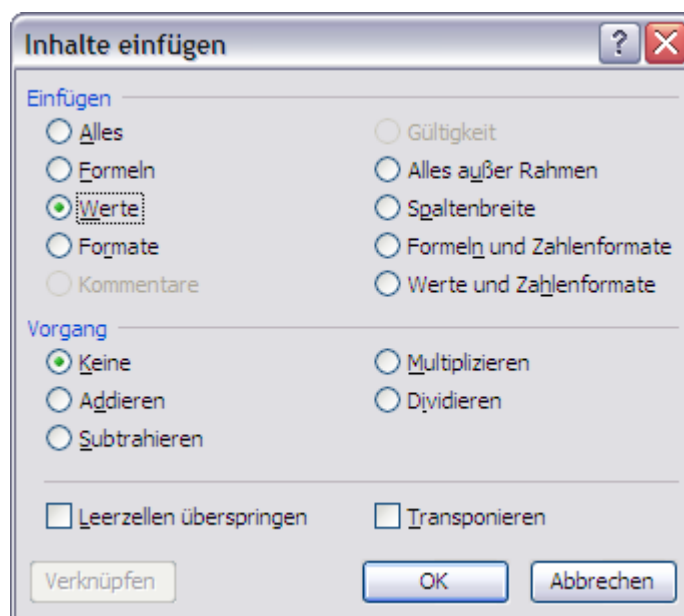 Inhalte einfügen
Einfügen
Alles
Gültigkeit
Formeln
Alles außer Rahmen
Werte
Spaltenbreite
Formate
Formeln und Zahlenformate
Kommentare
Werte und Zahlenformate
Vorgang
Keine
Multiplizieren
Addieren
Dividieren
Subtrahieren
Leerzellen überspringen
Transponieren
Verknüpfen
OK
Abbrechen